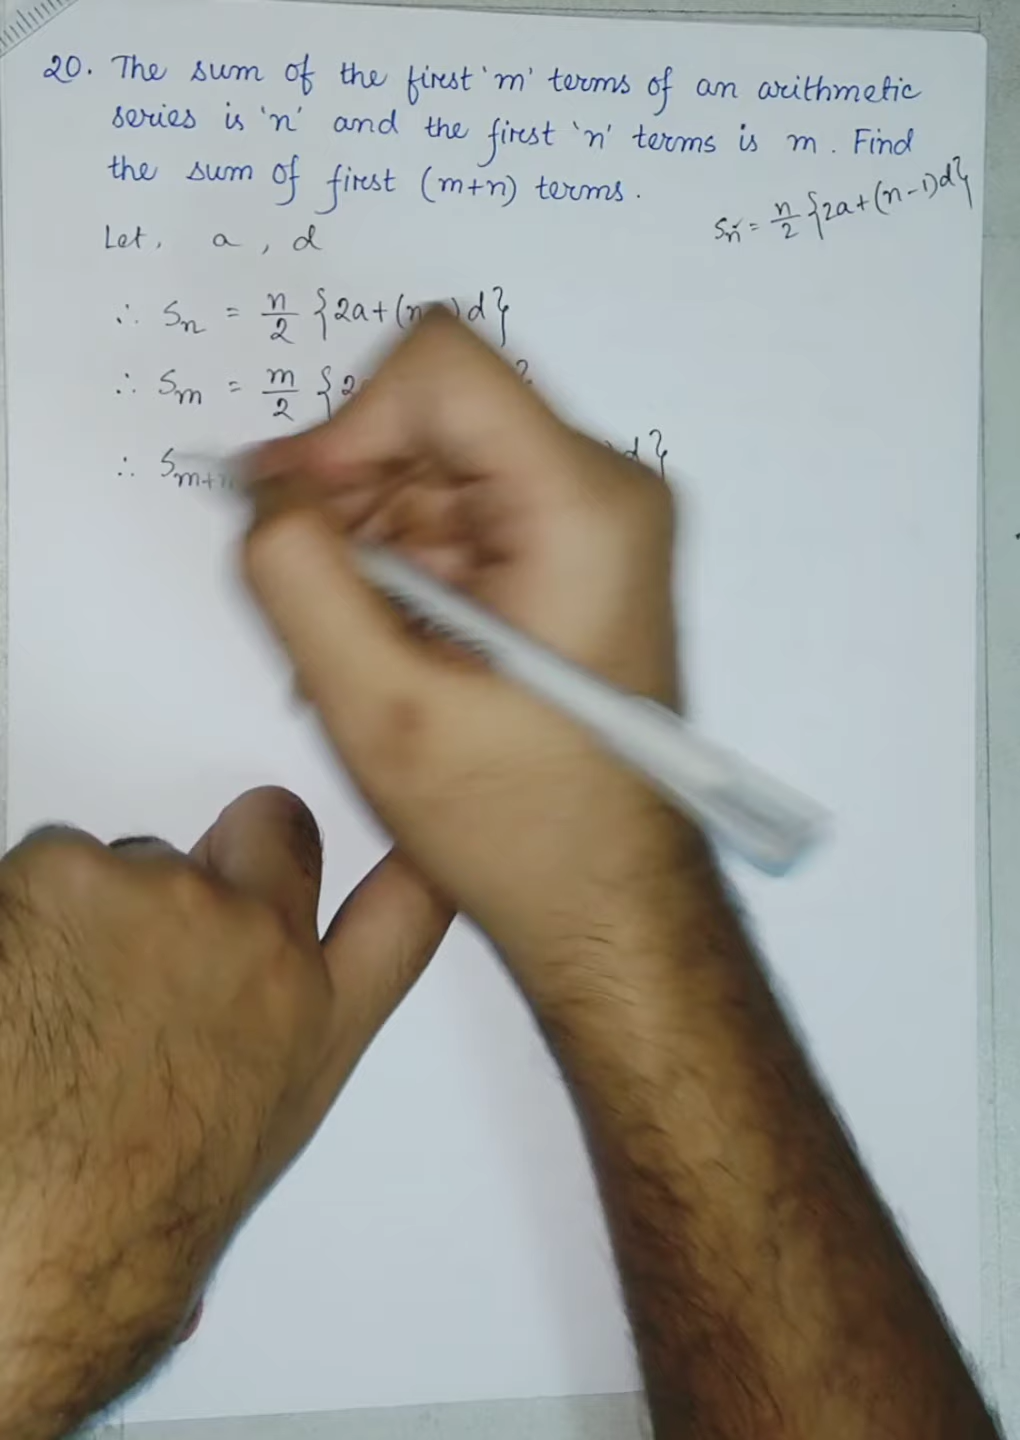 20. The sum of the first 'm' terms of an arithmetic
series is 'n' and the first 'n' terms is m. Find
the sum of first (m+n) terms.
Sn = n/2 {2a+(n-1)d}
Let, a, d
∴ Sn = n/2 {2a+(n d}
∴ Sm = m/2 {2
∴ Sm+n d}